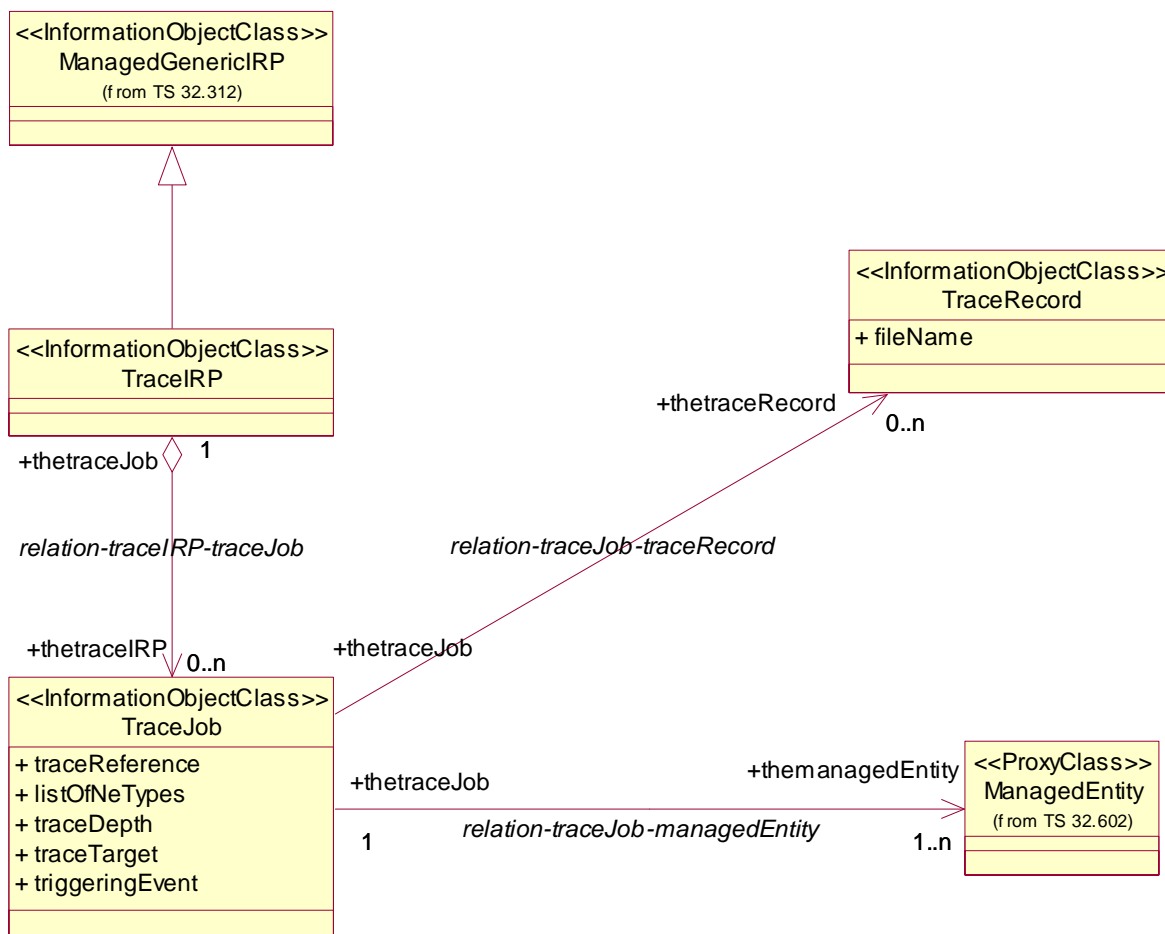 <<InformationObjectClass>>
ManagedGenericIRP
(from TS 32.312)
<<InformationObjectClass>>
TraceRecord
+ fileName
<<InformationObjectClass>>
TraceIRP
+thetraceRecord
0..n
+thetraceJob
1
relation-traceIRP-traceJob
relation-traceJob-traceRecord
+thetraceIRP
0..n
+thetraceJob
<<InformationObjectClass>>
TraceJob
+ traceReference
+ listOfNeTypes
+ traceDepth
+ traceTarget
+ triggeringEvent
+thetraceJob
+themanagedEntity
relation-traceJob-managedEntity
1
1..n
<<ProxyClass>>
ManagedEntity
(from TS 32.602)